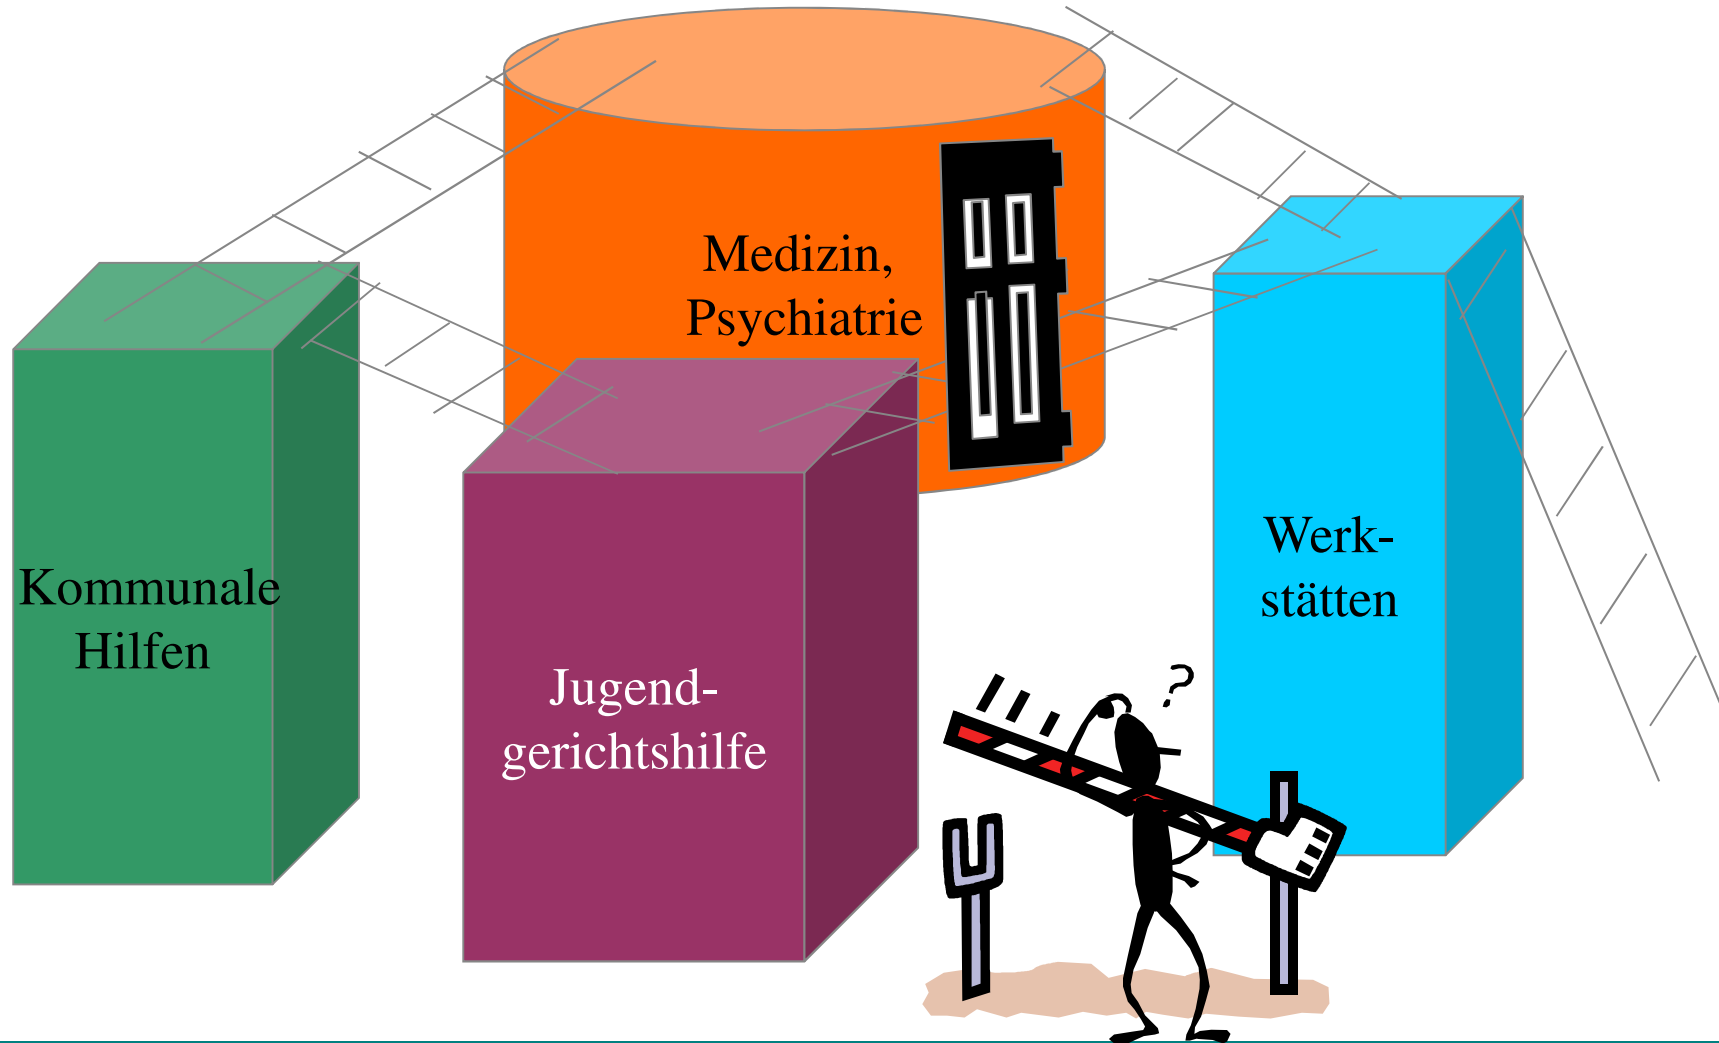 Medizin,
Psychiatrie
Kommunale
Hilfen
Jugend-
gerichtshilfe
Werk-
stätten
?